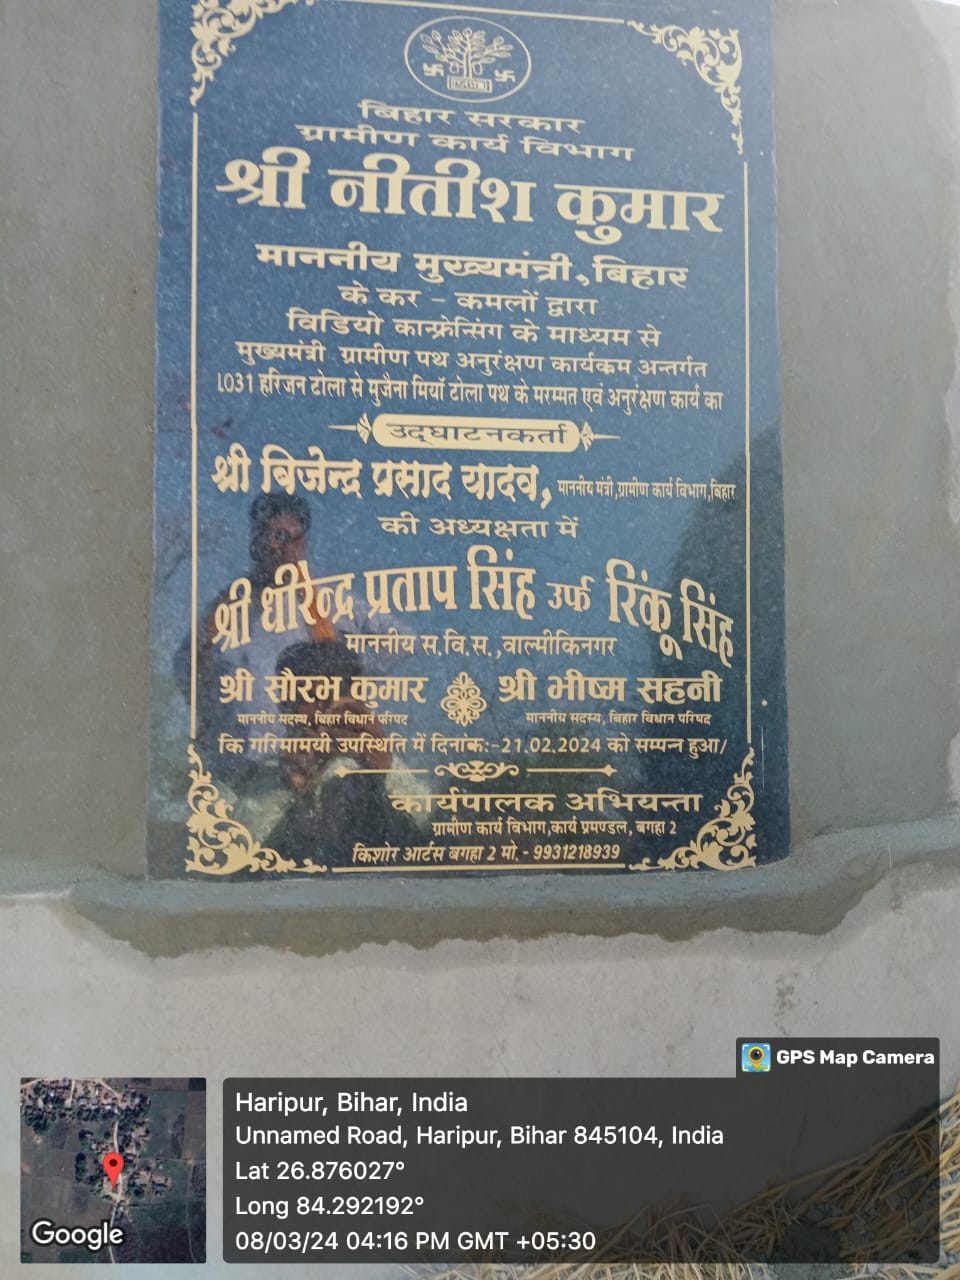 बिहार सरकार
ग्रामीण कार्य विभाग
श्री नीतीश कुमार
माननीय मुख्यमंत्री, बिहार
के कर - कमलों द्वारा
विडियो कान्फ्रेन्सिंग के माध्यम से
मुख्यमंत्री ग्रामीण पथ अनुरंक्षण कार्यकम अन्तर्गत
L031 हरिजन टोला से मुजैना मियाँ टोला पथ के मरम्मत एवं अनुरंक्षण कार्य का
उद्घाटनकर्ता
श्री बिजेन्द्र प्रसाद यादव, माननीय मंत्री,ग्रामीण कार्य विभाग,बिहार
की अध्यक्षता में
श्री धीरेन्द्र प्रताप सिंह उर्फ रिंकू सिंह
माननीय स.वि.स.,वाल्मीकिनगर
श्री सौरभ कुमार श्री भीष्म सहनी
माननीय सदस्य, बिहार विधान परिषद माननीय सदस्य, बिहार विधान परिषद
कि गरिमामयी उपस्थिति में दिनांक:-21.02.2024 को सम्पन्न हुआ/
कार्यपालक अभियन्ता
ग्रामीण कार्य विभाग,कार्य प्रमण्डल, बगहा 2
किशोर आर्टस बगहा 2 मो. - 9931218939
GPS Map Camera
Haripur, Bihar, India
Unnamed Road, Haripur, Bihar 845104, India
Lat 26.876027°
Long 84.292192°
08/03/24 04:16 PM GMT +05:30
Google